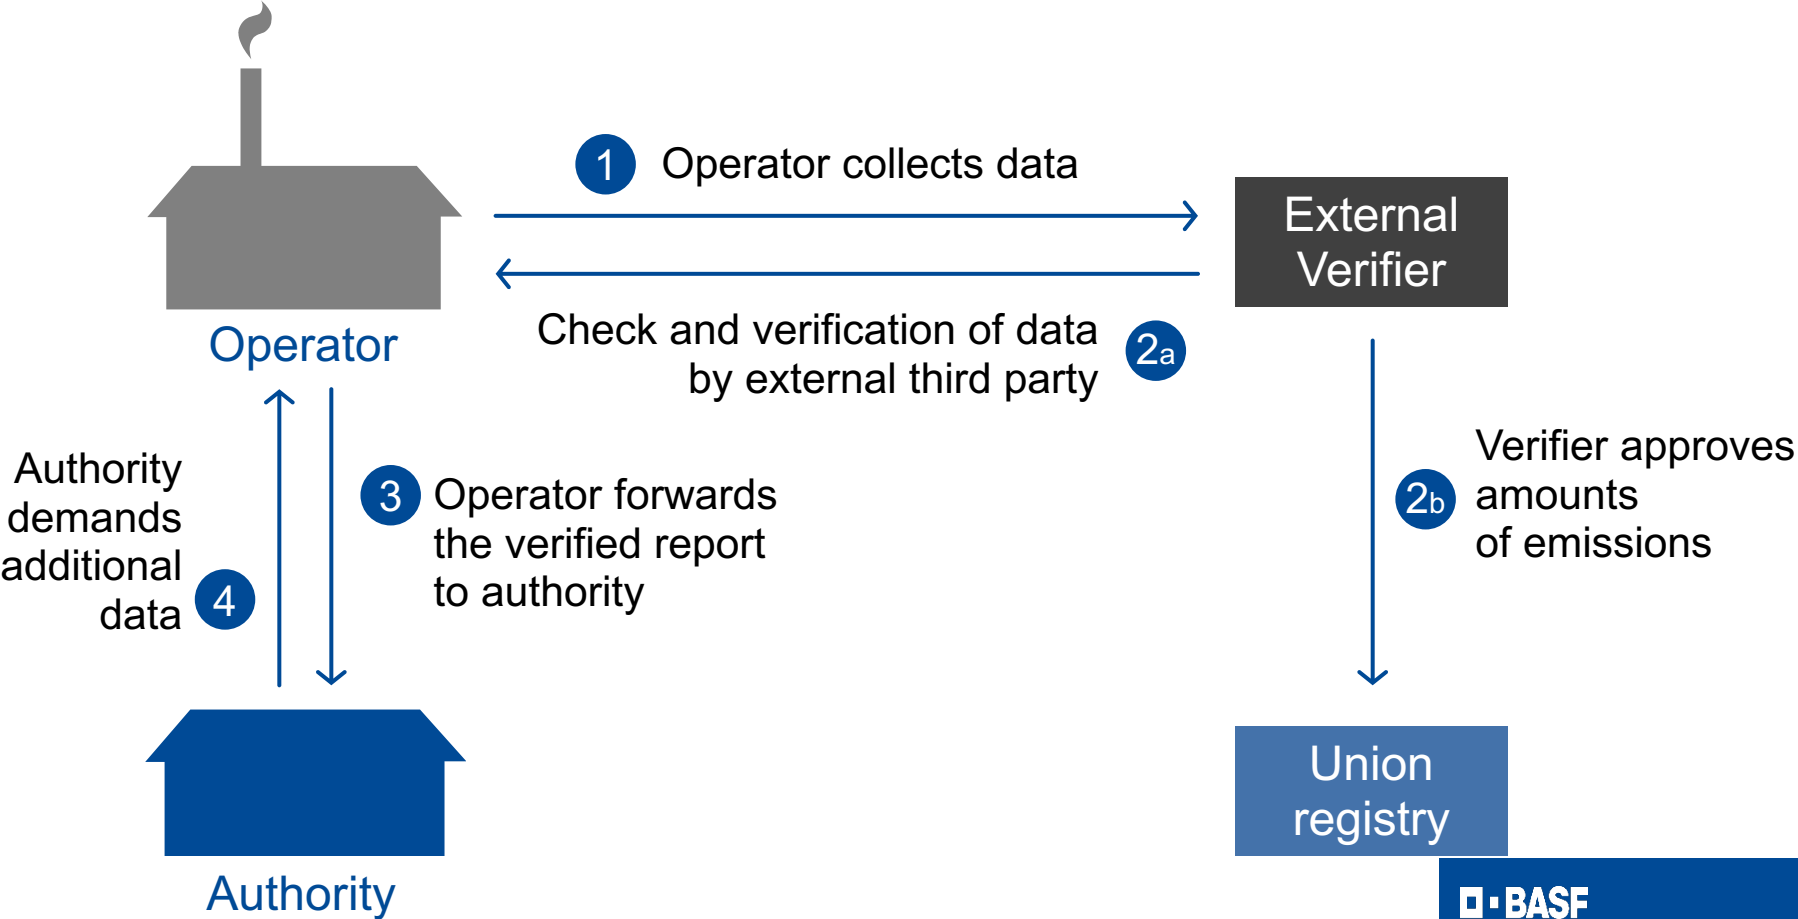 1 Operator collects data
External
Verifier
Check and verification of data
by external third party
2a
Operator
Authority
demands
additional
data
4
3
Operator forwards
the verified report
to authority
2b
Verifier approves
amounts
of emissions
Authority
Union
registry
BASF